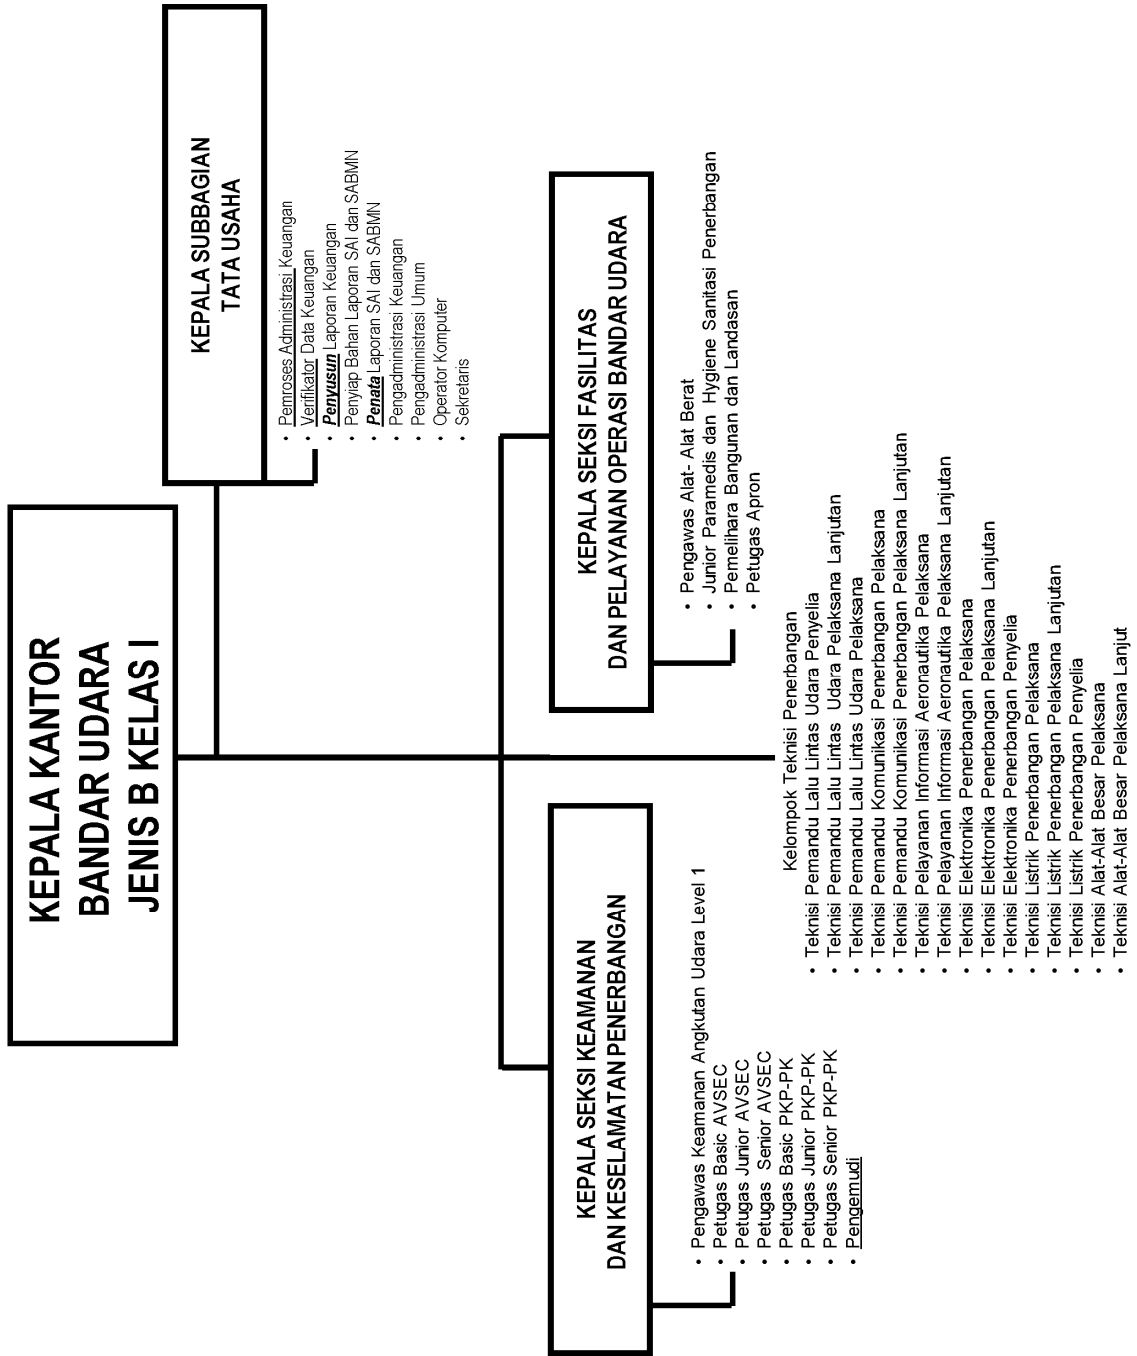 KEPALA KANTOR
BANDAR UDARA
JENIS B KELAS I
KEPALA SUBBAGIAN
TATA USAHA
• Pemroses Administrasi Keuangan
• Verifikator Data Keuangan
• Penyusun Laporan Keuangan
• Penyiap Bahan Laporan SAI dan SABMN
• Penata Laporan SAI dan SABMN
• Pengadministrasi Keuangan
• Pengadministrasi Umum
• Operator Komputer
• Sekretaris
KEPALA SEKSI KEAMANAN
DAN KESELAMATAN PENERBANGAN
• Pengawas Keamanan Angkutan Udara Level 1
• Petugas Basic AVSEC
• Petugas Junior AVSEC
• Petugas Senior AVSEC
• Petugas Basic PKP-PK
• Petugas Junior PKP-PK
• Petugas Senior PKP-PK
• Pengemudi
KEPALA SEKSI FASILITAS
DAN PELAYANAN OPERASI BANDAR UDARA
• Pengawas Alat- Alat Berat
• Junior Paramedis dan Hygiene Sanitasi Penerbangan
• Pemelihara Bangunan dan Landasan
• Petugas Apron
Kelompok Teknisi Penerbangan
• Teknisi Pemandu Lalu Lintas Udara Penyelia
• Teknisi Pemandu Lalu Lintas Udara Pelaksana Lanjutan
• Teknisi Pemandu Lalu Lintas Udara Pelaksana
• Teknisi Pemandu Komunikasi Penerbangan Pelaksana
• Teknisi Pemandu Komunikasi Penerbangan Pelaksana Lanjutan
• Teknisi Pelayanan Informasi Aeronautika Pelaksana
• Teknisi Pelayanan Informasi Aeronautika Pelaksana Lanjutan
• Teknisi Elektronika Penerbangan Pelaksana
• Teknisi Elektronika Penerbangan Pelaksana Lanjutan
• Teknisi Elektronika Penerbangan Penyelia
• Teknisi Listrik Penerbangan Pelaksana
• Teknisi Listrik Penerbangan Pelaksana Lanjutan
• Teknisi Listrik Penerbangan Penyelia
• Teknisi Alat-Alat Besar Pelaksana
• Teknisi Alat-Alat Besar Pelaksana Lanjut